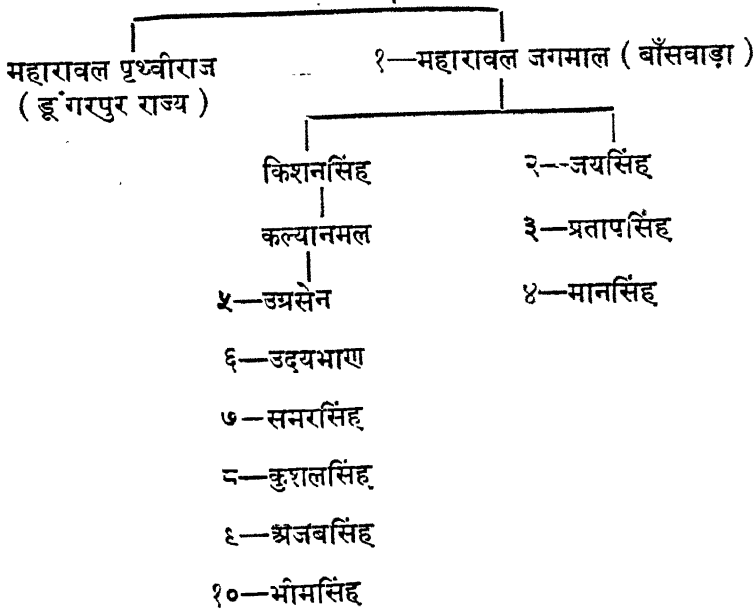 महारावल पृथ्वीराज १—महारावल जगमाल ( बाँसवाड़ा )
( डूंगरपुर राज्य )
किशनसिंह २—जयसिंह
कल्यानमल ३—प्रतापसिंह
५—उग्रसेन ४—मानसिंह
६—उदयभाण
७—समरसिंह
८—कुशलसिंह
९—अजबसिंह
१०—भीमसिंह